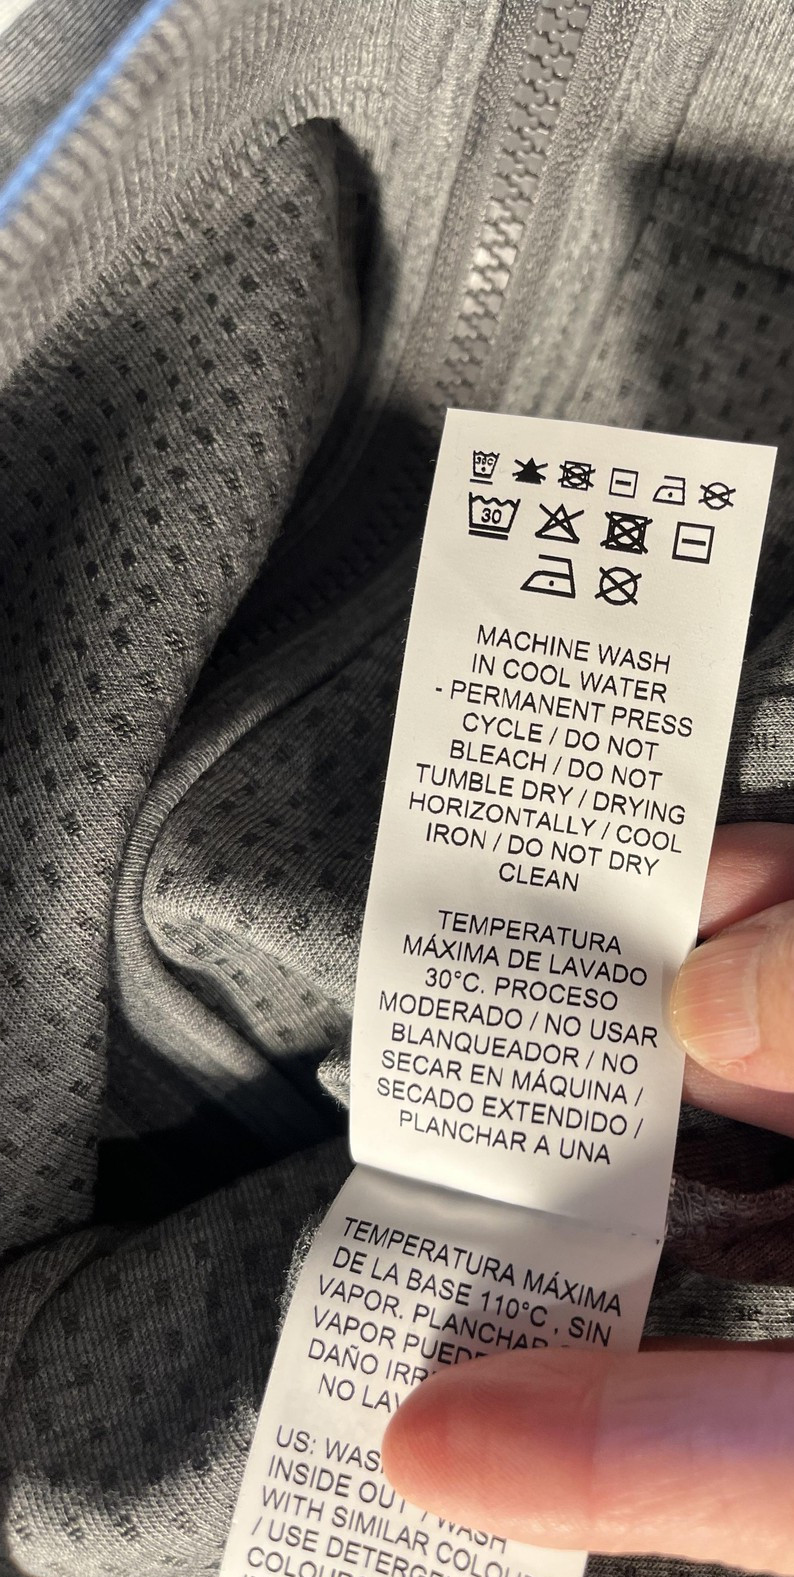 30°C
30
MACHINE WASH
IN COOL WATER
- PERMANENT PRESS
CYCLE / DO NOT
BLEACH / DO NOT
TUMBLE DRY / DRYING
HORIZONTALLY / COOL
IRON / DO NOT DRY
CLEAN
TEMPERATURA
MÁXIMA DE LAVADO
30°C. PROCESO
MODERADO / NO USAR
BLANQUEADOR / NO
SECAR EN MÁQUINA /
SECADO EXTENDIDO /
PLANCHAR A UNA
TEMPERATURA MÁXIMA
DE LA BASE 110°C , SIN
VAPOR. PLANCHAR
VAPOR
DAÑO
NO
US:
INSIDE OUT / WASH
WITH SIMILAR
/ USE